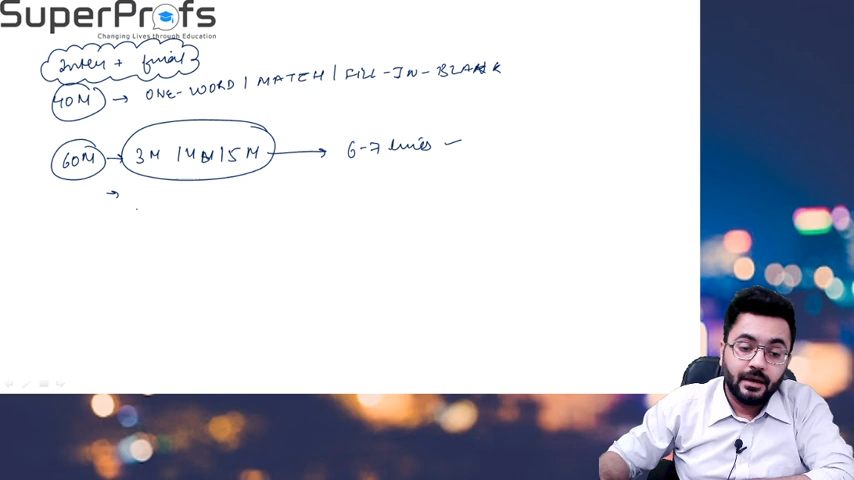 SuperProfs
Changing Lives through Education
Inter + final
40M → ONE-WORD | MATCH | FILL-IN-BLANK
60M → 3M | 4M | 5M → 6-7 lines ✓
→